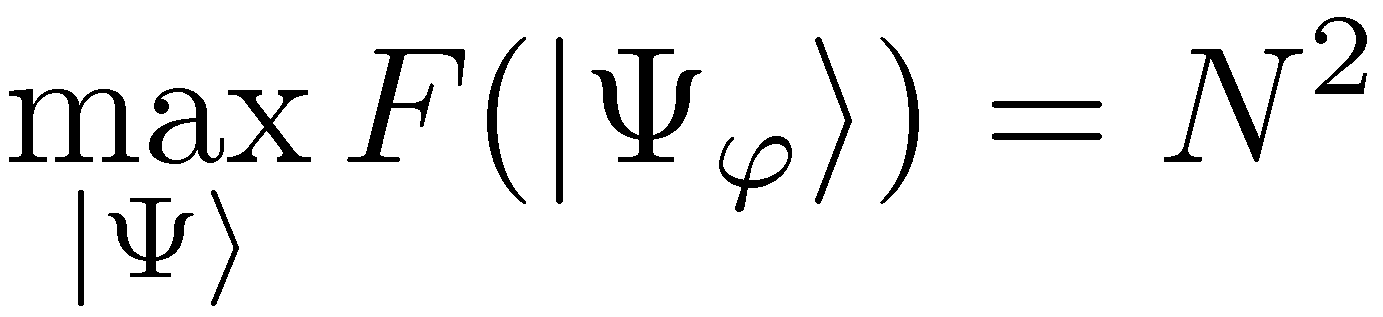 max F(|Ψ_φ⟩) = N²
|Ψ⟩